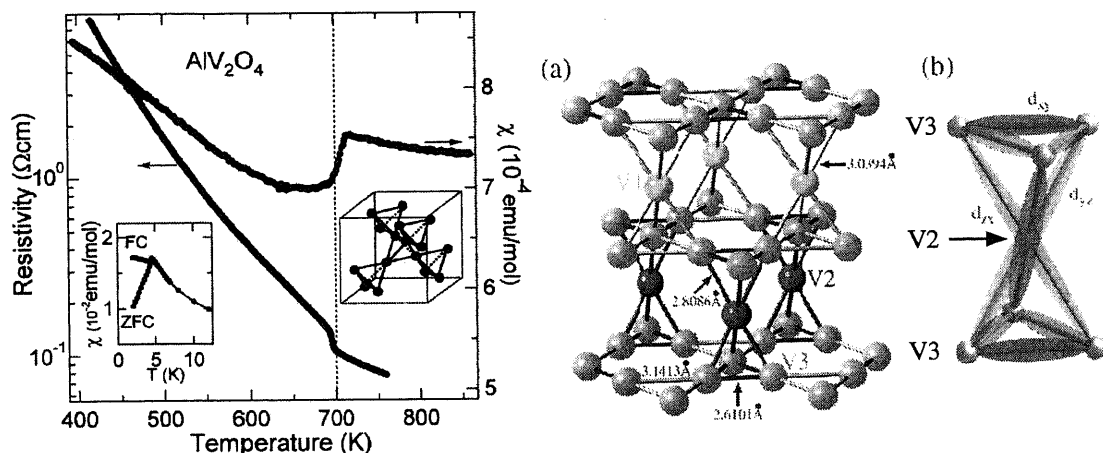 AlV₂O₄
Resistivity (Ωcm)
10⁰
10⁻¹
400 500 600 700 800
Temperature (K)
8
7
6
5
χ (10⁻⁴ emu/mol)
2
1
FC
ZFC
χ (10⁻²emu/mol)
0 5 10
T (K)
(a)
V1
3.0394Å
V2
2.8086Å
3.1413Å
V3
2.6101Å
(b)
V3
d_xy
d_yz
d_zx
V2
V3